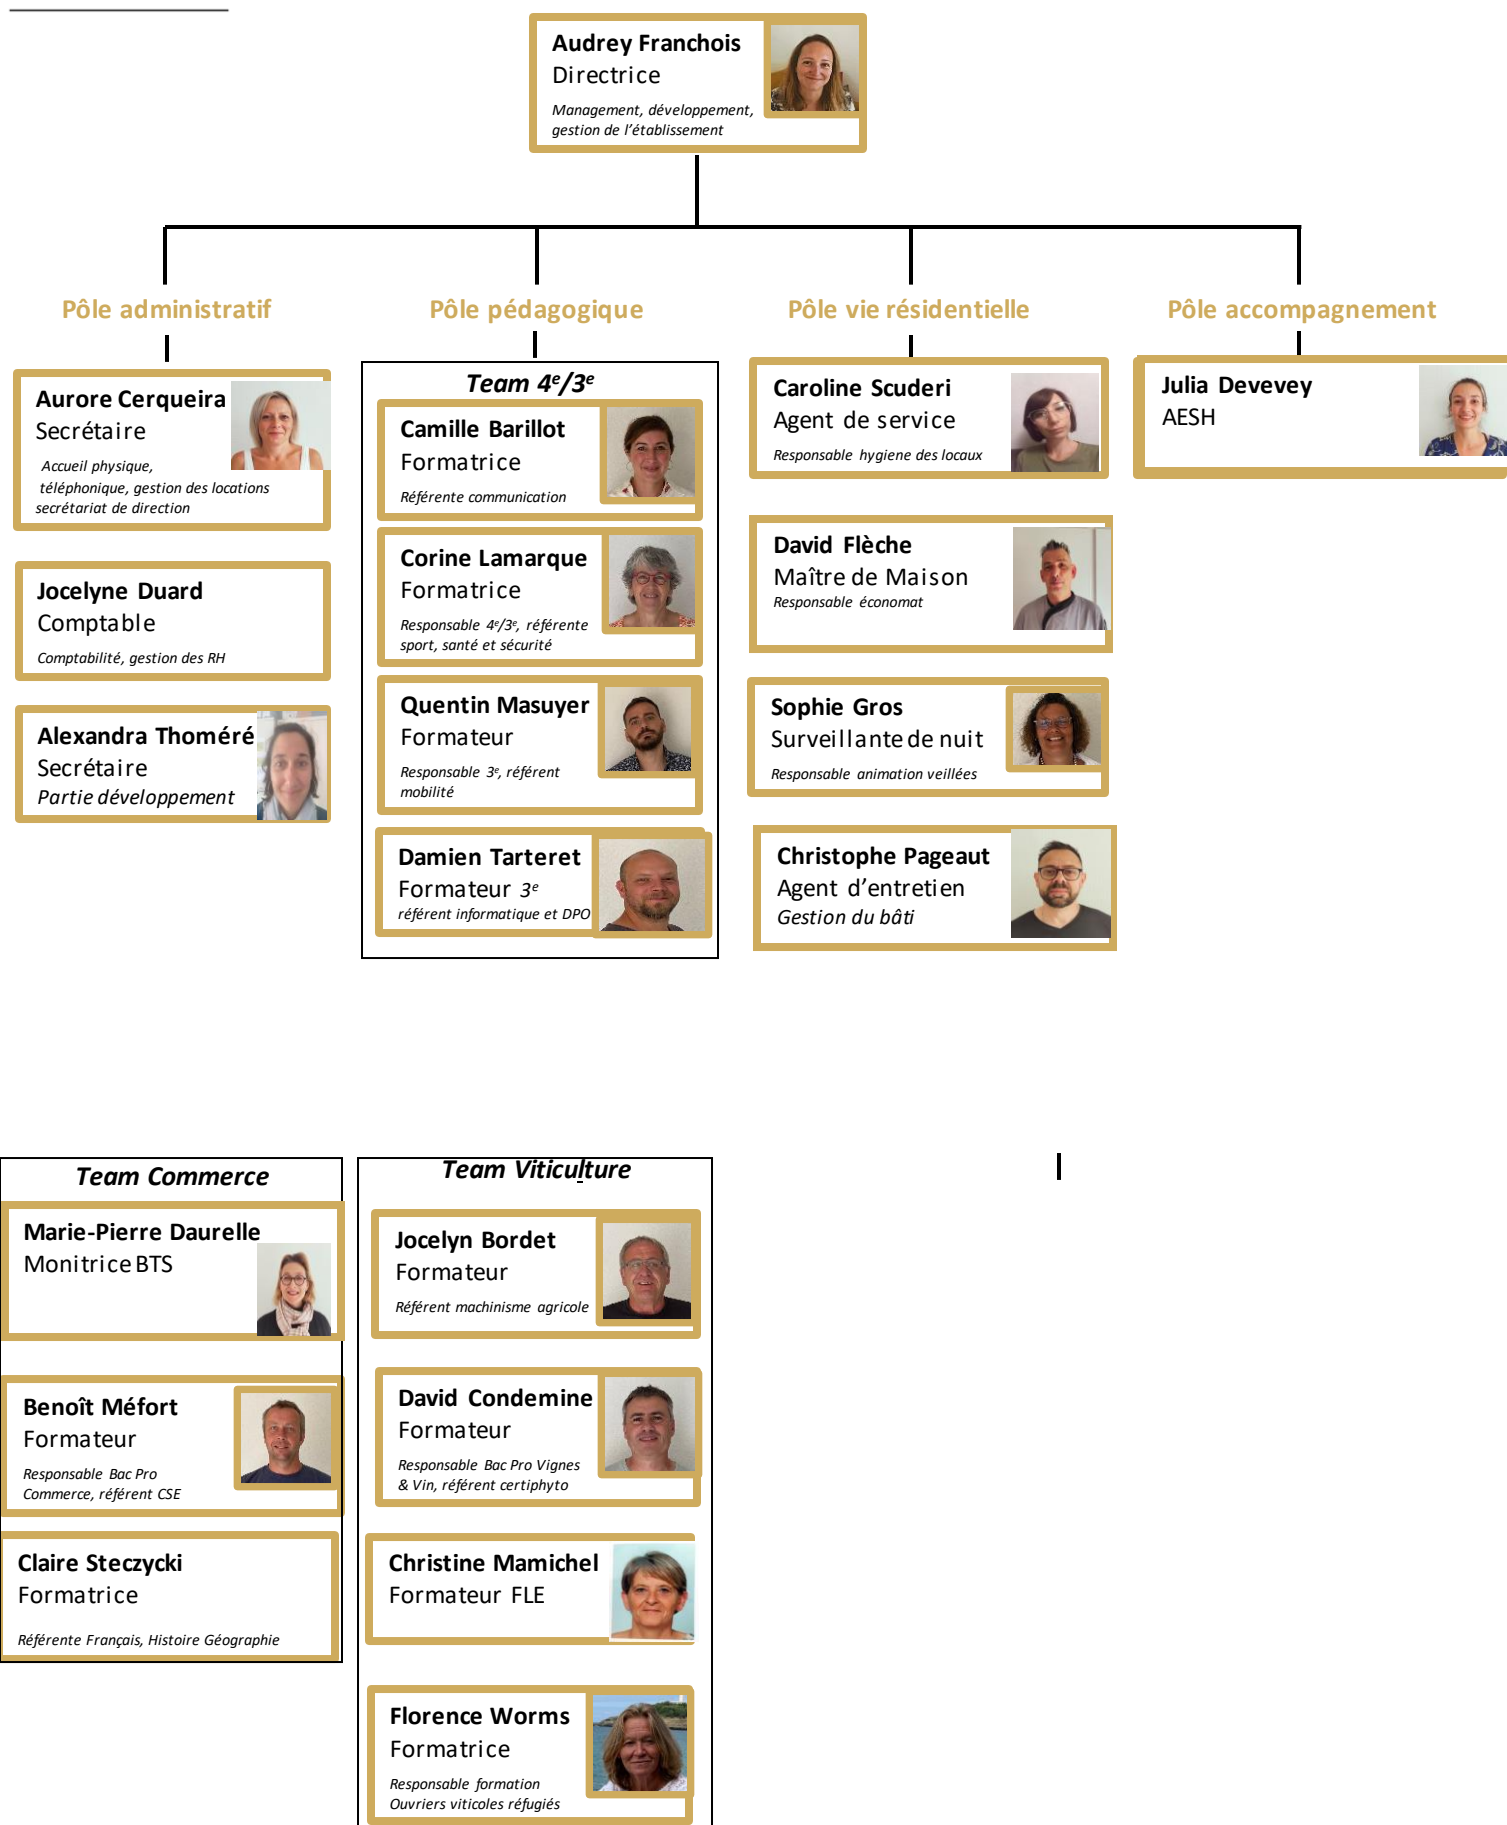 Audrey Franchois
Directrice
Management, développement,
gestion de l'établissement
Pôle administratif
Aurore Cerqueira
Secrétaire
Accueil physique,
téléphonique, gestion des locations
secrétariat de direction
Jocelyne Duard
Comptable
Comptabilité, gestion des RH
Alexandra Thoméré
Secrétaire
Partie développement
Pôle pédagogique
Team 4e/3e
Camille Barillot
Formatrice
Référente communication
Corine Lamarque
Formatrice
Responsable 4e/3e, référente
sport, santé et sécurité
Quentin Masuyer
Formateur
Responsable 3e, référent
mobilité
Damien Tarteret
Formateur 3e
référent informatique et DPO
Pôle vie résidentielle
Caroline Scuderi
Agent de service
Responsable hygiene des locaux
David Flèche
Maître de Maison
Responsable économat
Sophie Gros
Surveillante de nuit
Responsable animation veillées
Christophe Pageaut
Agent d'entretien
Gestion du bâti
Pôle accompagnement
Julia Devevey
AESH
Team Commerce
Marie-Pierre Daurelle
Monitrice BTS
Benoît Méfort
Formateur
Responsable Bac Pro
Commerce, référent CSE
Claire Steczycki
Formatrice
Référente Français, Histoire Géographie
Team Viticulture
Jocelyn Bordet
Formateur
Référent machinisme agricole
David Condemine
Formateur
Responsable Bac Pro Vignes
& Vin, référent certiphyto
Christine Mamichel
Formateur FLE
Florence Worms
Formatrice
Responsable formation
Ouvriers viticoles réfugiés